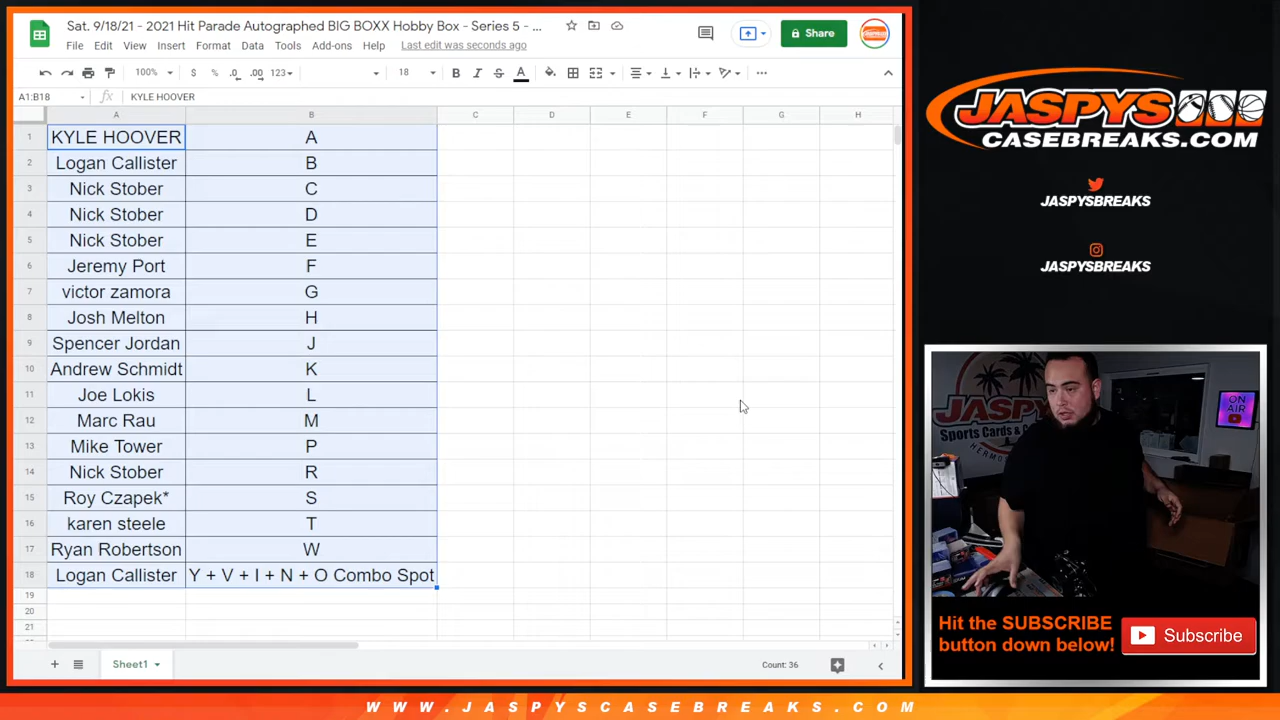 Sat. 9/18/21 - 2021 Hit Parade Autographed BIG BOXX Hobby Box - Series 5 - ...
File Edit View Insert Format Data Tools Add-ons Help Last edit was seconds ago
Share
100% $ % .0 .00 123 18 B I S A
A1:B18 fx KYLE HOOVER
A B C D E F G H
1 KYLE HOOVER A
2 Logan Callister B
3 Nick Stober C
4 Nick Stober D
5 Nick Stober E
6 Jeremy Port F
7 victor zamora G
8 Josh Melton H
9 Spencer Jordan J
10 Andrew Schmidt K
11 Joe Lokis L
12 Marc Rau M
13 Mike Tower P
14 Nick Stober R
15 Roy Czapek* S
16 karen steele T
17 Ryan Robertson W
18 Logan Callister Y + V + I + N + O Combo Spot
19
20
21
Sheet1
Count: 36
JASPYS
CASEBREAKS.COM
JASPYSBREAKS
JASPYSBREAKS
JASPYS
Sports Cards & C
HERMOS
ON
AIR
Hit the SUBSCRIBE
button down below!
Subscribe
WWW.JASPYSCASEBREAKS.COM